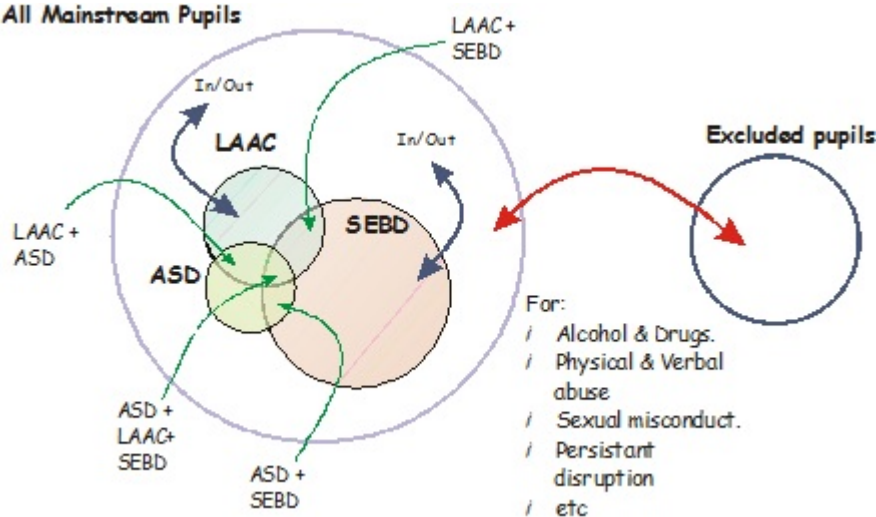 All Mainstream Pupils
LAAC +
SEBD
In/Out
In/Out
LAAC
Excluded pupils
SEBD
LAAC +
ASD
ASD
For:
i Alcohol & Drugs.
i Physical & Verbal
abuse
i Sexual misconduct.
i Persistant
disruption
i etc
ASD +
LAAC+
SEBD
ASD +
SEBD